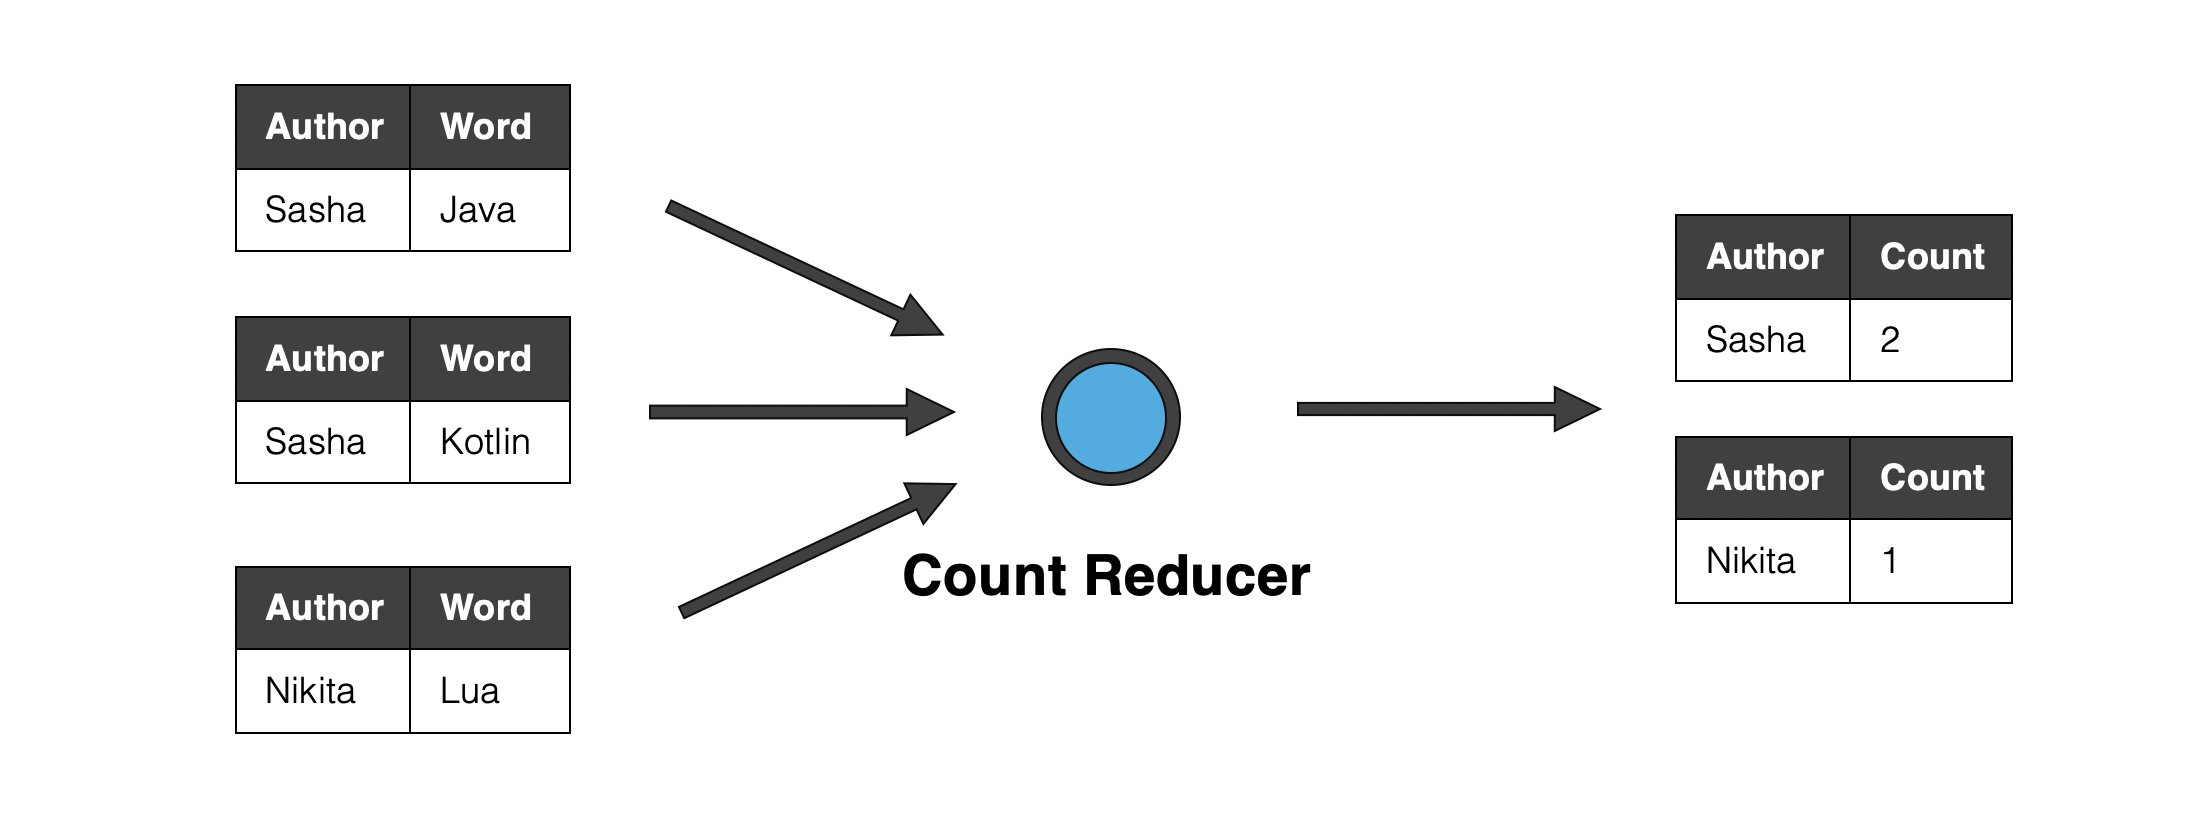 Author Word
Sasha Java
Author Word
Sasha Kotlin
Author Word
Nikita Lua
Count Reducer
Author Count
Sasha 2
Author Count
Nikita 1